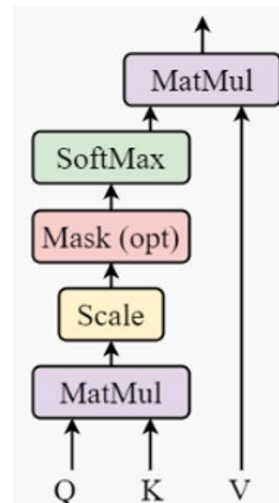 MatMul
SoftMax
Mask (opt)
Scale
MatMul
Q K V